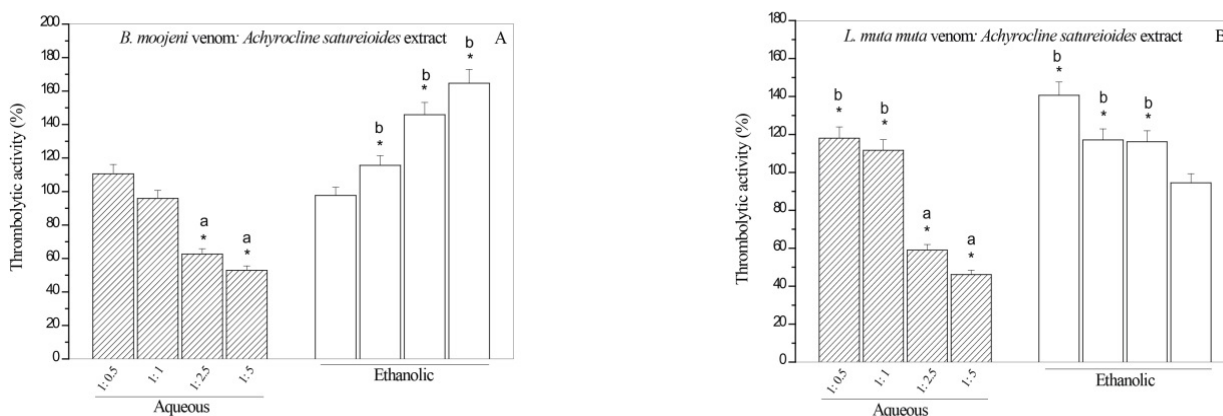 B. moojeni venom: Achyrocline satureioides extract
A
Thrombolytic activity (%)
200
180
160
140
120
100
80
60
40
20
0
a
*
a
*
b
*
b
*
b
*
1: 0.5
1: 1
1: 2.5
1: 5
Aqueous
Ethanolic
L. muta muta venom: Achyrocline satureioides extract
B
Thrombolytic activity (%)
180
160
140
120
100
80
60
40
20
0
b
*
b
*
a
*
a
*
b
*
b
*
b
*
1: 0.5
1: 1
1: 2.5
1: 5
Aqueous
Ethanolic